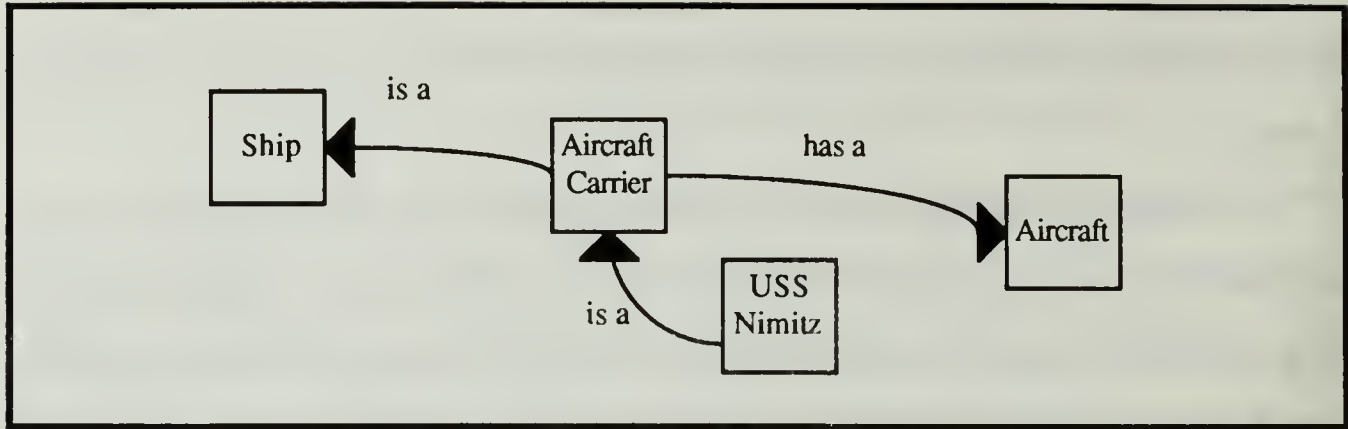 is a
Ship
Aircraft
Carrier
has a
Aircraft
is a
USS
Nimitz